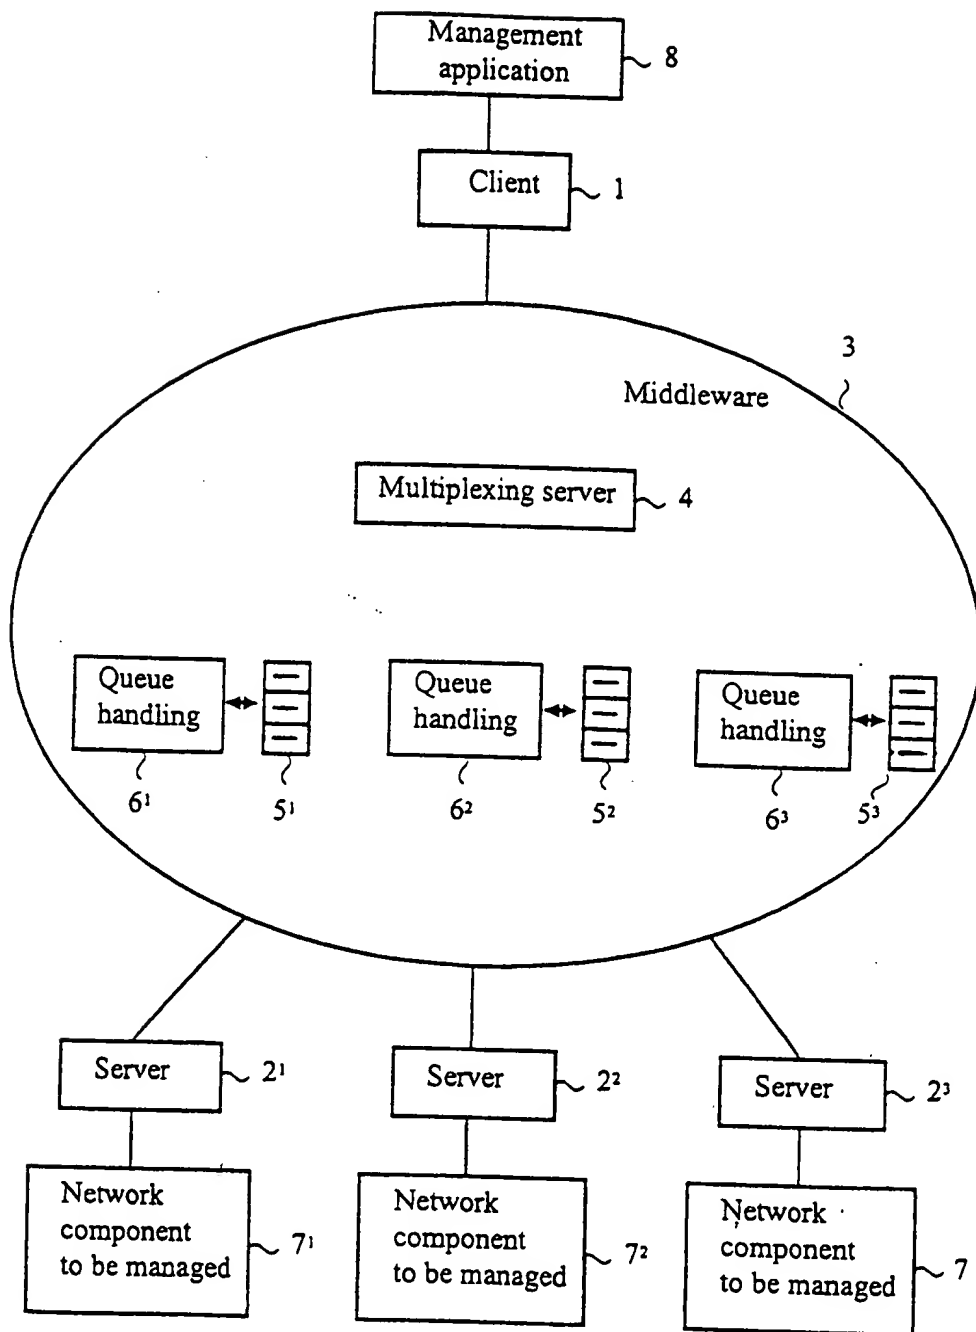 Management
application
8
Client
1
3
Middleware
Multiplexing server
4
Queue
handling
Queue
handling
Queue
handling
6¹
5¹
6²
5²
6³
5³
Server
2¹
Server
2²
Server
2³
Network
component
to be managed
7¹
Network
component
to be managed
7²
Network
component
to be managed
7